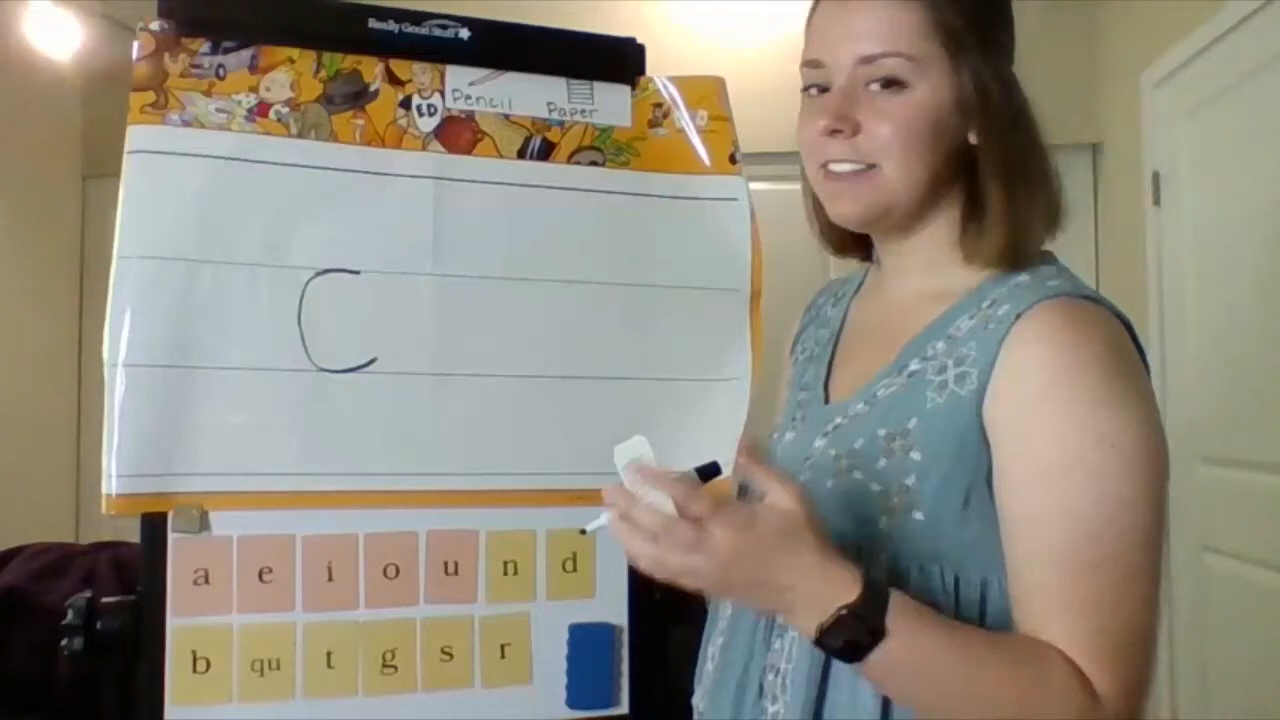 Really Good Stuff
ED
Pencil Paper
c
a e i o u n d
b qu t g s r